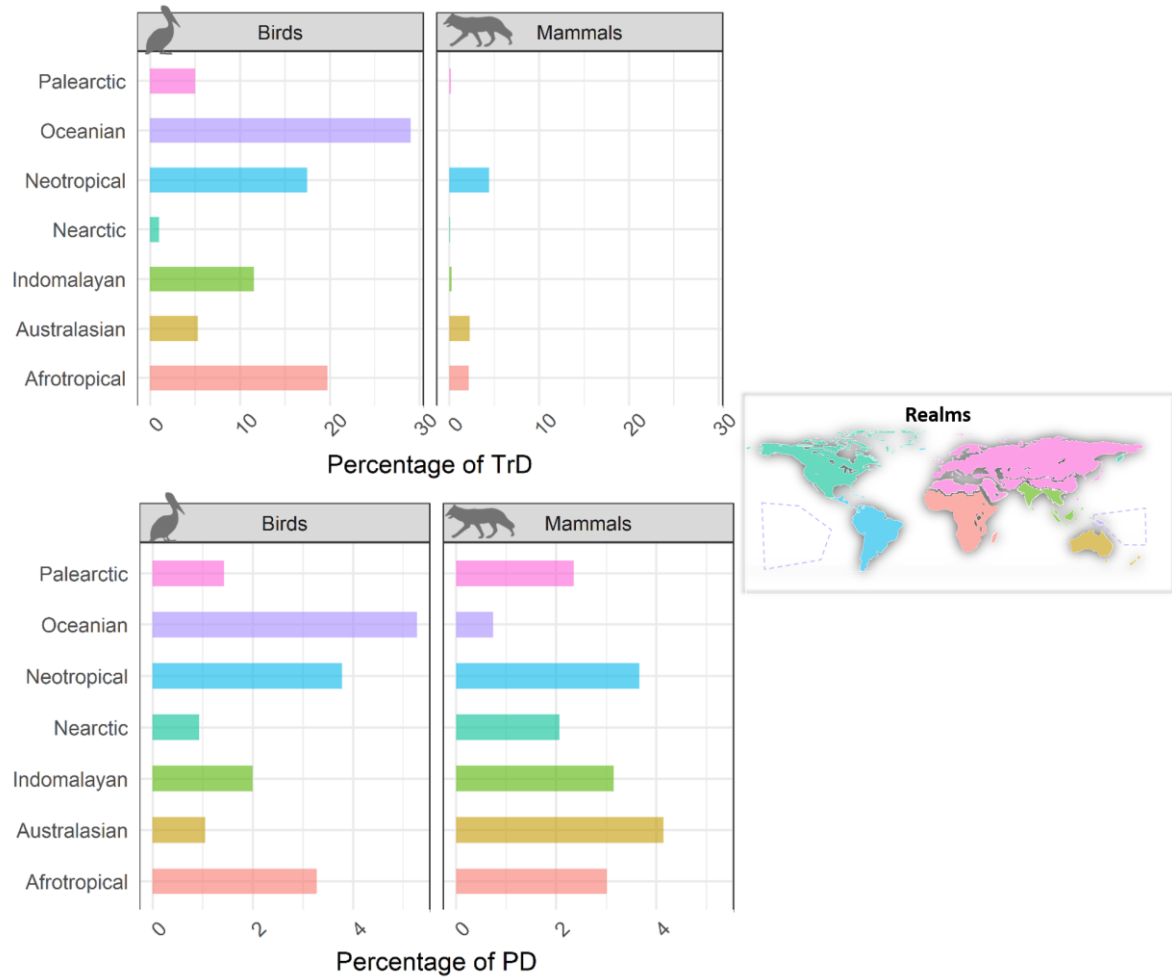 Birds Mammals
Palearctic
Oceanian
Neotropical
Nearctic
Indomalayan
Australasian
Afrotropical
0 10 20 30 0 10 20 30
Percentage of TrD
Realms
Birds Mammals
Palearctic
Oceanian
Neotropical
Nearctic
Indomalayan
Australasian
Afrotropical
0 2 4 0 2 4
Percentage of PD